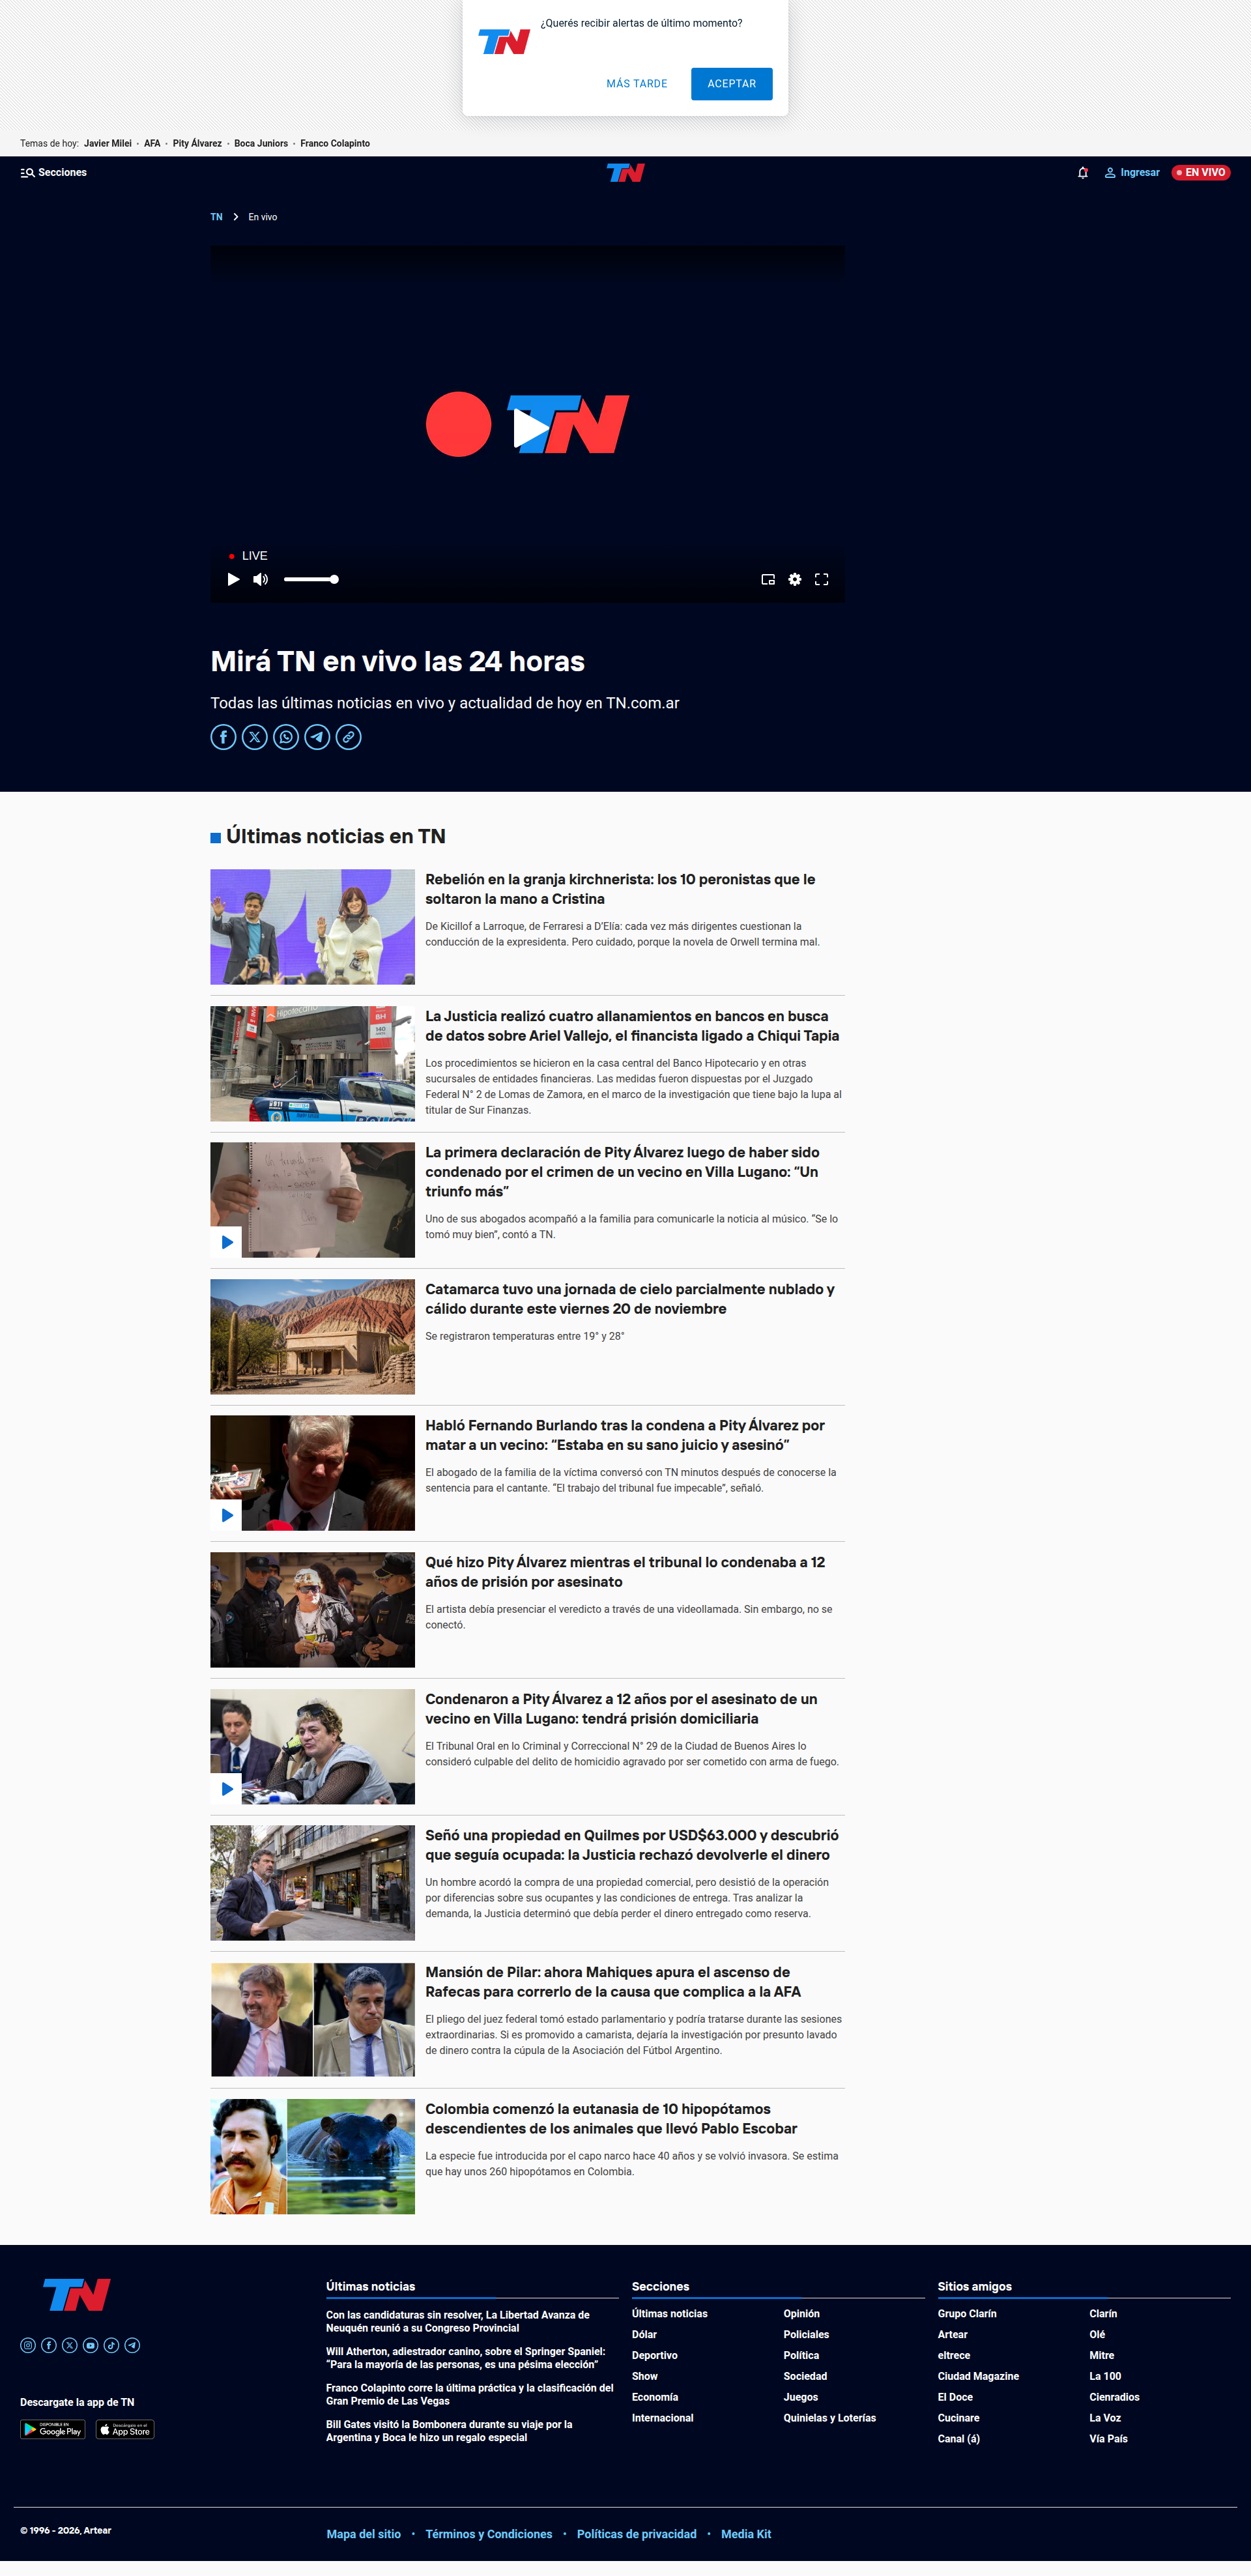 ¿Querés recibir alertas de último momento?
TN
MÁS TARDE
ACEPTAR
Temas de hoy: Javier Milei • AFA • Pity Álvarez • Boca Juniors • Franco Colapinto
Secciones
TN
Ingresar
EN VIVO
TN
En vivo
TN
LIVE
Mirá TN en vivo las 24 horas
Todas las últimas noticias en vivo y actualidad de hoy en TN.com.ar
Últimas noticias en TN
Rebelión en la granja kirchnerista: los 10 peronistas que le
soltaron la mano a Cristina
De Kicillof a Larroque, de Ferraresi a D'Elía: cada vez más dirigentes cuestionan la
conducción de la expresidenta. Pero cuidado, porque la novela de Orwell termina mal.
Hipotecario
BH
La Justicia realizó cuatro allanamientos en bancos en busca
de datos sobre Ariel Vallejo, el financista ligado a Chiqui Tapia
Los procedimientos se hicieron en la casa central del Banco Hipotecario y en otras
sucursales de entidades financieras. Las medidas fueron dispuestas por el Juzgado
Federal N° 2 de Lomas de Zamora, en el marco de la investigación que tiene bajo la lupa al
titular de Sur Finanzas.
La primera declaración de Pity Álvarez luego de haber sido
condenado por el crimen de un vecino en Villa Lugano: “Un
triunfo más”
Uno de sus abogados acompañó a la familia para comunicarle la noticia al músico. “Se lo
tomó muy bien”, contó a TN.
Catamarca tuvo una jornada de cielo parcialmente nublado y
cálido durante este viernes 20 de noviembre
Se registraron temperaturas entre 19° y 28°
Habló Fernando Burlando tras la condena a Pity Álvarez por
matar a un vecino: “Estaba en su sano juicio y asesinó”
El abogado de la familia de la víctima conversó con TN minutos después de conocerse la
sentencia para el cantante. “El trabajo del tribunal fue impecable”, señaló.
Qué hizo Pity Álvarez mientras el tribunal lo condenaba a 12
años de prisión por asesinato
El artista debía presenciar el veredicto a través de una videollamada. Sin embargo, no se
conectó.
Condenaron a Pity Álvarez a 12 años por el asesinato de un
vecino en Villa Lugano: tendrá prisión domiciliaria
El Tribunal Oral en lo Criminal y Correccional N° 29 de la Ciudad de Buenos Aires lo
consideró culpable del delito de homicidio agravado por ser cometido con arma de fuego.
Señó una propiedad en Quilmes por USD$63.000 y descubrió
que seguía ocupada: la Justicia rechazó devolverle el dinero
Un hombre acordó la compra de una propiedad comercial, pero desistió de la operación
por diferencias sobre sus ocupantes y las condiciones de entrega. Tras analizar la
demanda, la Justicia determinó que debía perder el dinero entregado como reserva.
Mansión de Pilar: ahora Mahiques apura el ascenso de
Rafecas para correrlo de la causa que complica a la AFA
El pliego del juez federal tomó estado parlamentario y podría tratarse durante las sesiones
extraordinarias. Si es promovido a camarista, dejaría la investigación por presunto lavado
de dinero contra la cúpula de la Asociación del Fútbol Argentino.
Colombia comenzó la eutanasia de 10 hipopótamos
descendientes de los animales que llevó Pablo Escobar
La especie fue introducida por el capo narco hace 40 años y se volvió invasora. Se estima
que hay unos 260 hipopótamos en Colombia.
TN
Descargate la app de TN
DISPONIBLE EN
Google Play
Descárgalo en el
App Store
Últimas noticias
Con las candidaturas sin resolver, La Libertad Avanza de
Neuquén reunió a su Congreso Provincial
Will Atherton, adiestrador canino, sobre el Springer Spaniel:
“Para la mayoría de las personas, es una pésima elección”
Franco Colapinto corre la última práctica y la clasificación del
Gran Premio de Las Vegas
Bill Gates visitó la Bombonera durante su viaje por la
Argentina y Boca le hizo un regalo especial
Secciones
Últimas noticias
Dólar
Deportivo
Show
Economía
Internacional
Opinión
Policiales
Política
Sociedad
Juegos
Quinielas y Loterías
Sitios amigos
Grupo Clarín
Artear
eltrece
Ciudad Magazine
El Doce
Cucinare
Canal (á)
Clarín
Olé
Mitre
La 100
Cienradios
La Voz
Vía País
© 1996 - 2026, Artear
Mapa del sitio • Términos y Condiciones • Políticas de privacidad • Media Kit